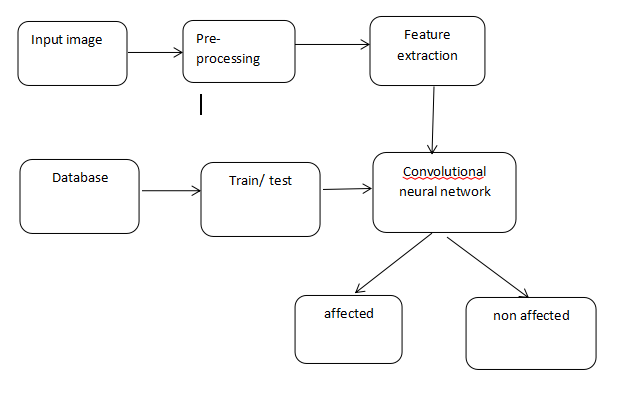 Input image
Pre-
processing
Feature
extraction
Database
Train/ test
Convolutional
neural network
affected
non affected